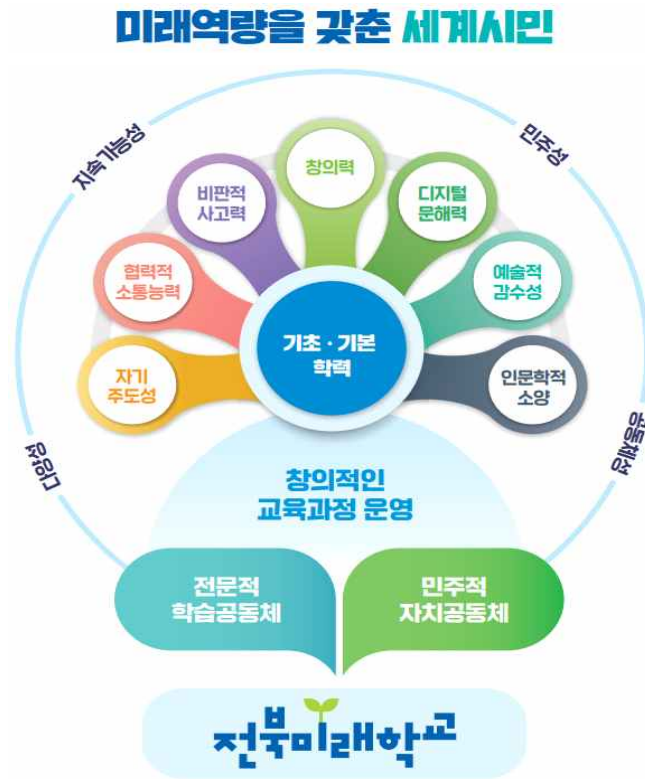 미래역량을 갖춘 세계시민
지속가능성
민주성
창의력
비판적
사고력
디지털
문해력
협력적
소통능력
예술적
감수성
자기
주도성
기초·기본
학력
인문학적
소양
다양성
공동체성
창의적인
교육과정 운영
전문적
학습공동체
민주적
자치공동체
전북미래학교